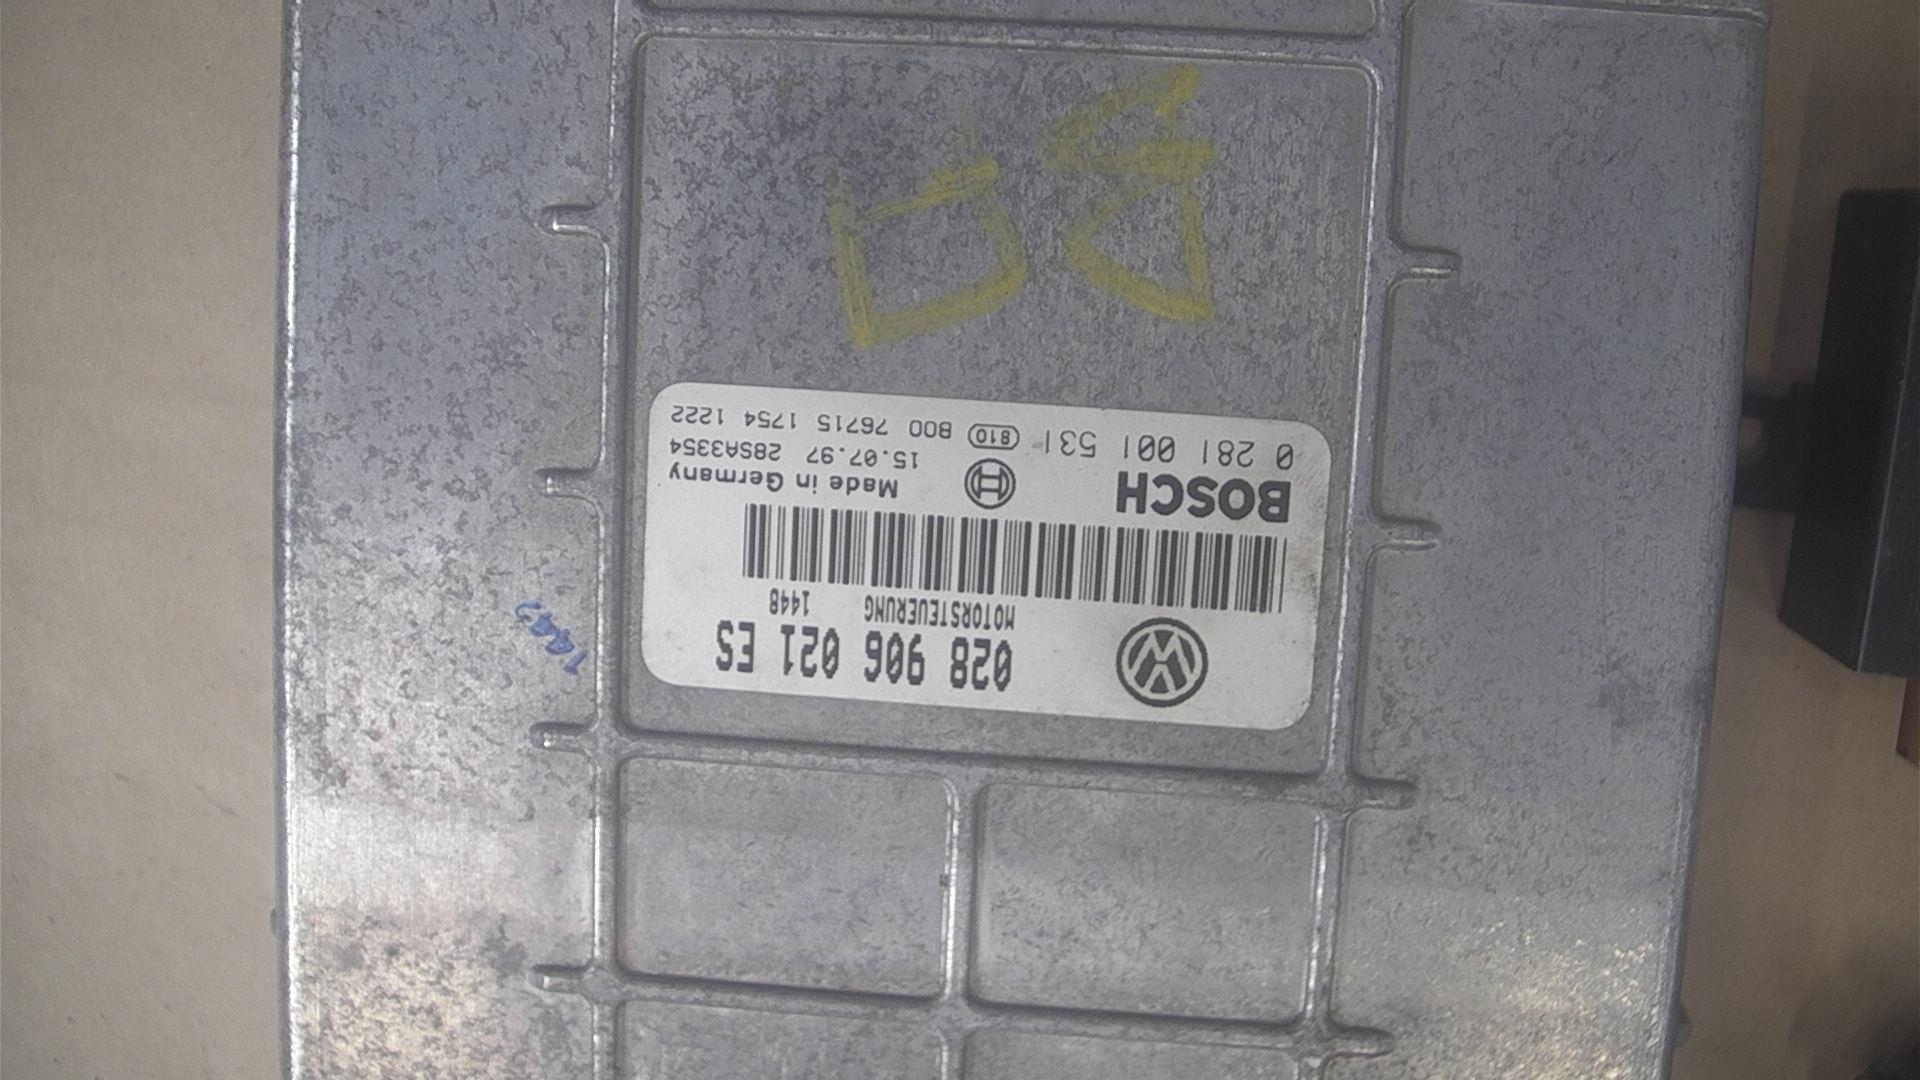 028 906 021 ES
MOTORSTEUERUNG 1448
BOSCH
Made in Germany
15.07.97 28SA3354
0 281 001 531 810 B00 76715 1754 1222